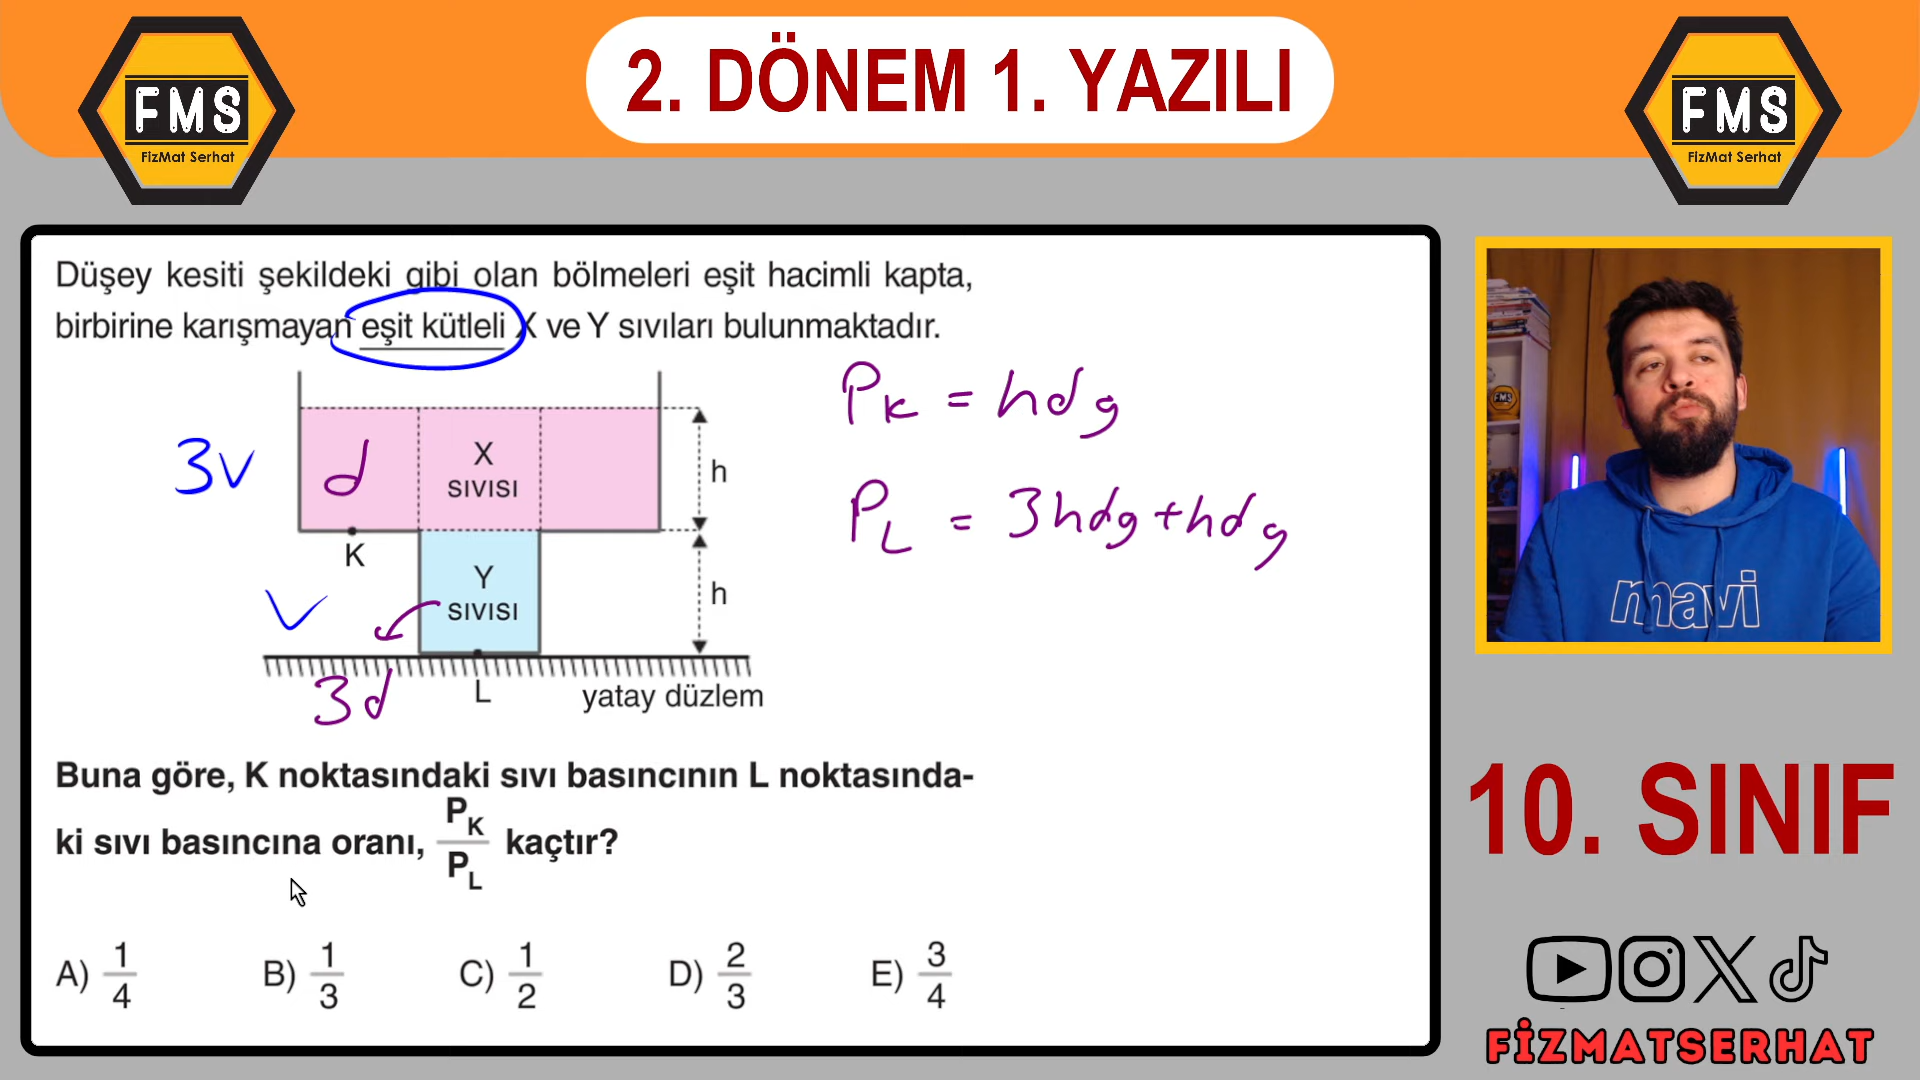 FMS
FizMat Serhat
2. DÖNEM 1. YAZILI
FMS
FizMat Serhat
Düşey kesiti şekildeki gibi olan bölmeleri eşit hacimli kapta,
birbirine karışmayan eşit kütleli X ve Y sıvıları bulunmaktadır.
3v
d
X
SIVISI
h
K
v
Y
SIVISI
h
3d
L
yatay düzlem
PK = hdg
PL = 3hdg + hdg
Buna göre, K noktasındaki sıvı basıncının L noktasında-
ki sıvı basıncına oranı, PK/PL kaçtır?
A) 1/4 B) 1/3 C) 1/2 D) 2/3 E) 3/4
FMS
mavi
10. SINIF
FİZMATSERHAT